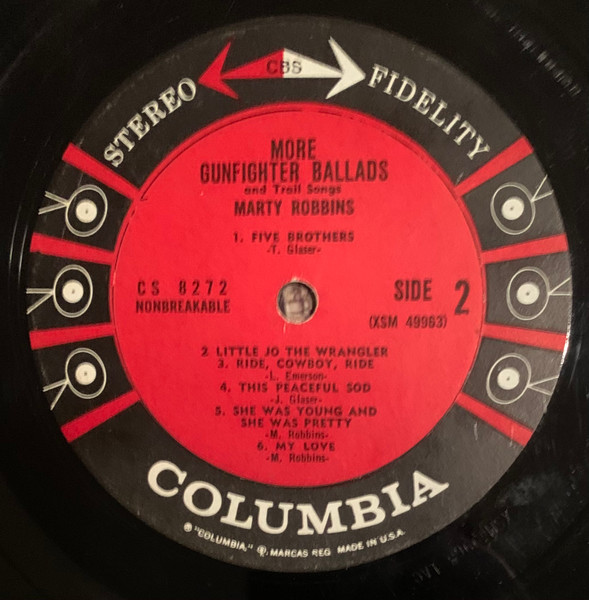 CBS
STEREO FIDELITY
MORE
GUNFIGHTER BALLADS
and Trail Songs
MARTY ROBBINS
1. FIVE BROTHERS
-T. Glaser-
CS 8272
NONBREAKABLE
SIDE 2
(XSM 49963)
2 LITTLE JO THE WRANGLER
3. RIDE, COWBOY, RIDE
-L. Emerson-
4. THIS PEACEFUL SOD
-J. Glaser-
5. SHE WAS YOUNG AND
SHE WAS PRETTY
-M. Robbins-
6. MY LOVE
-M. Robbins-
COLUMBIA
® "COLUMBIA," ⓟ, MARCAS REG. MADE IN U.S.A.